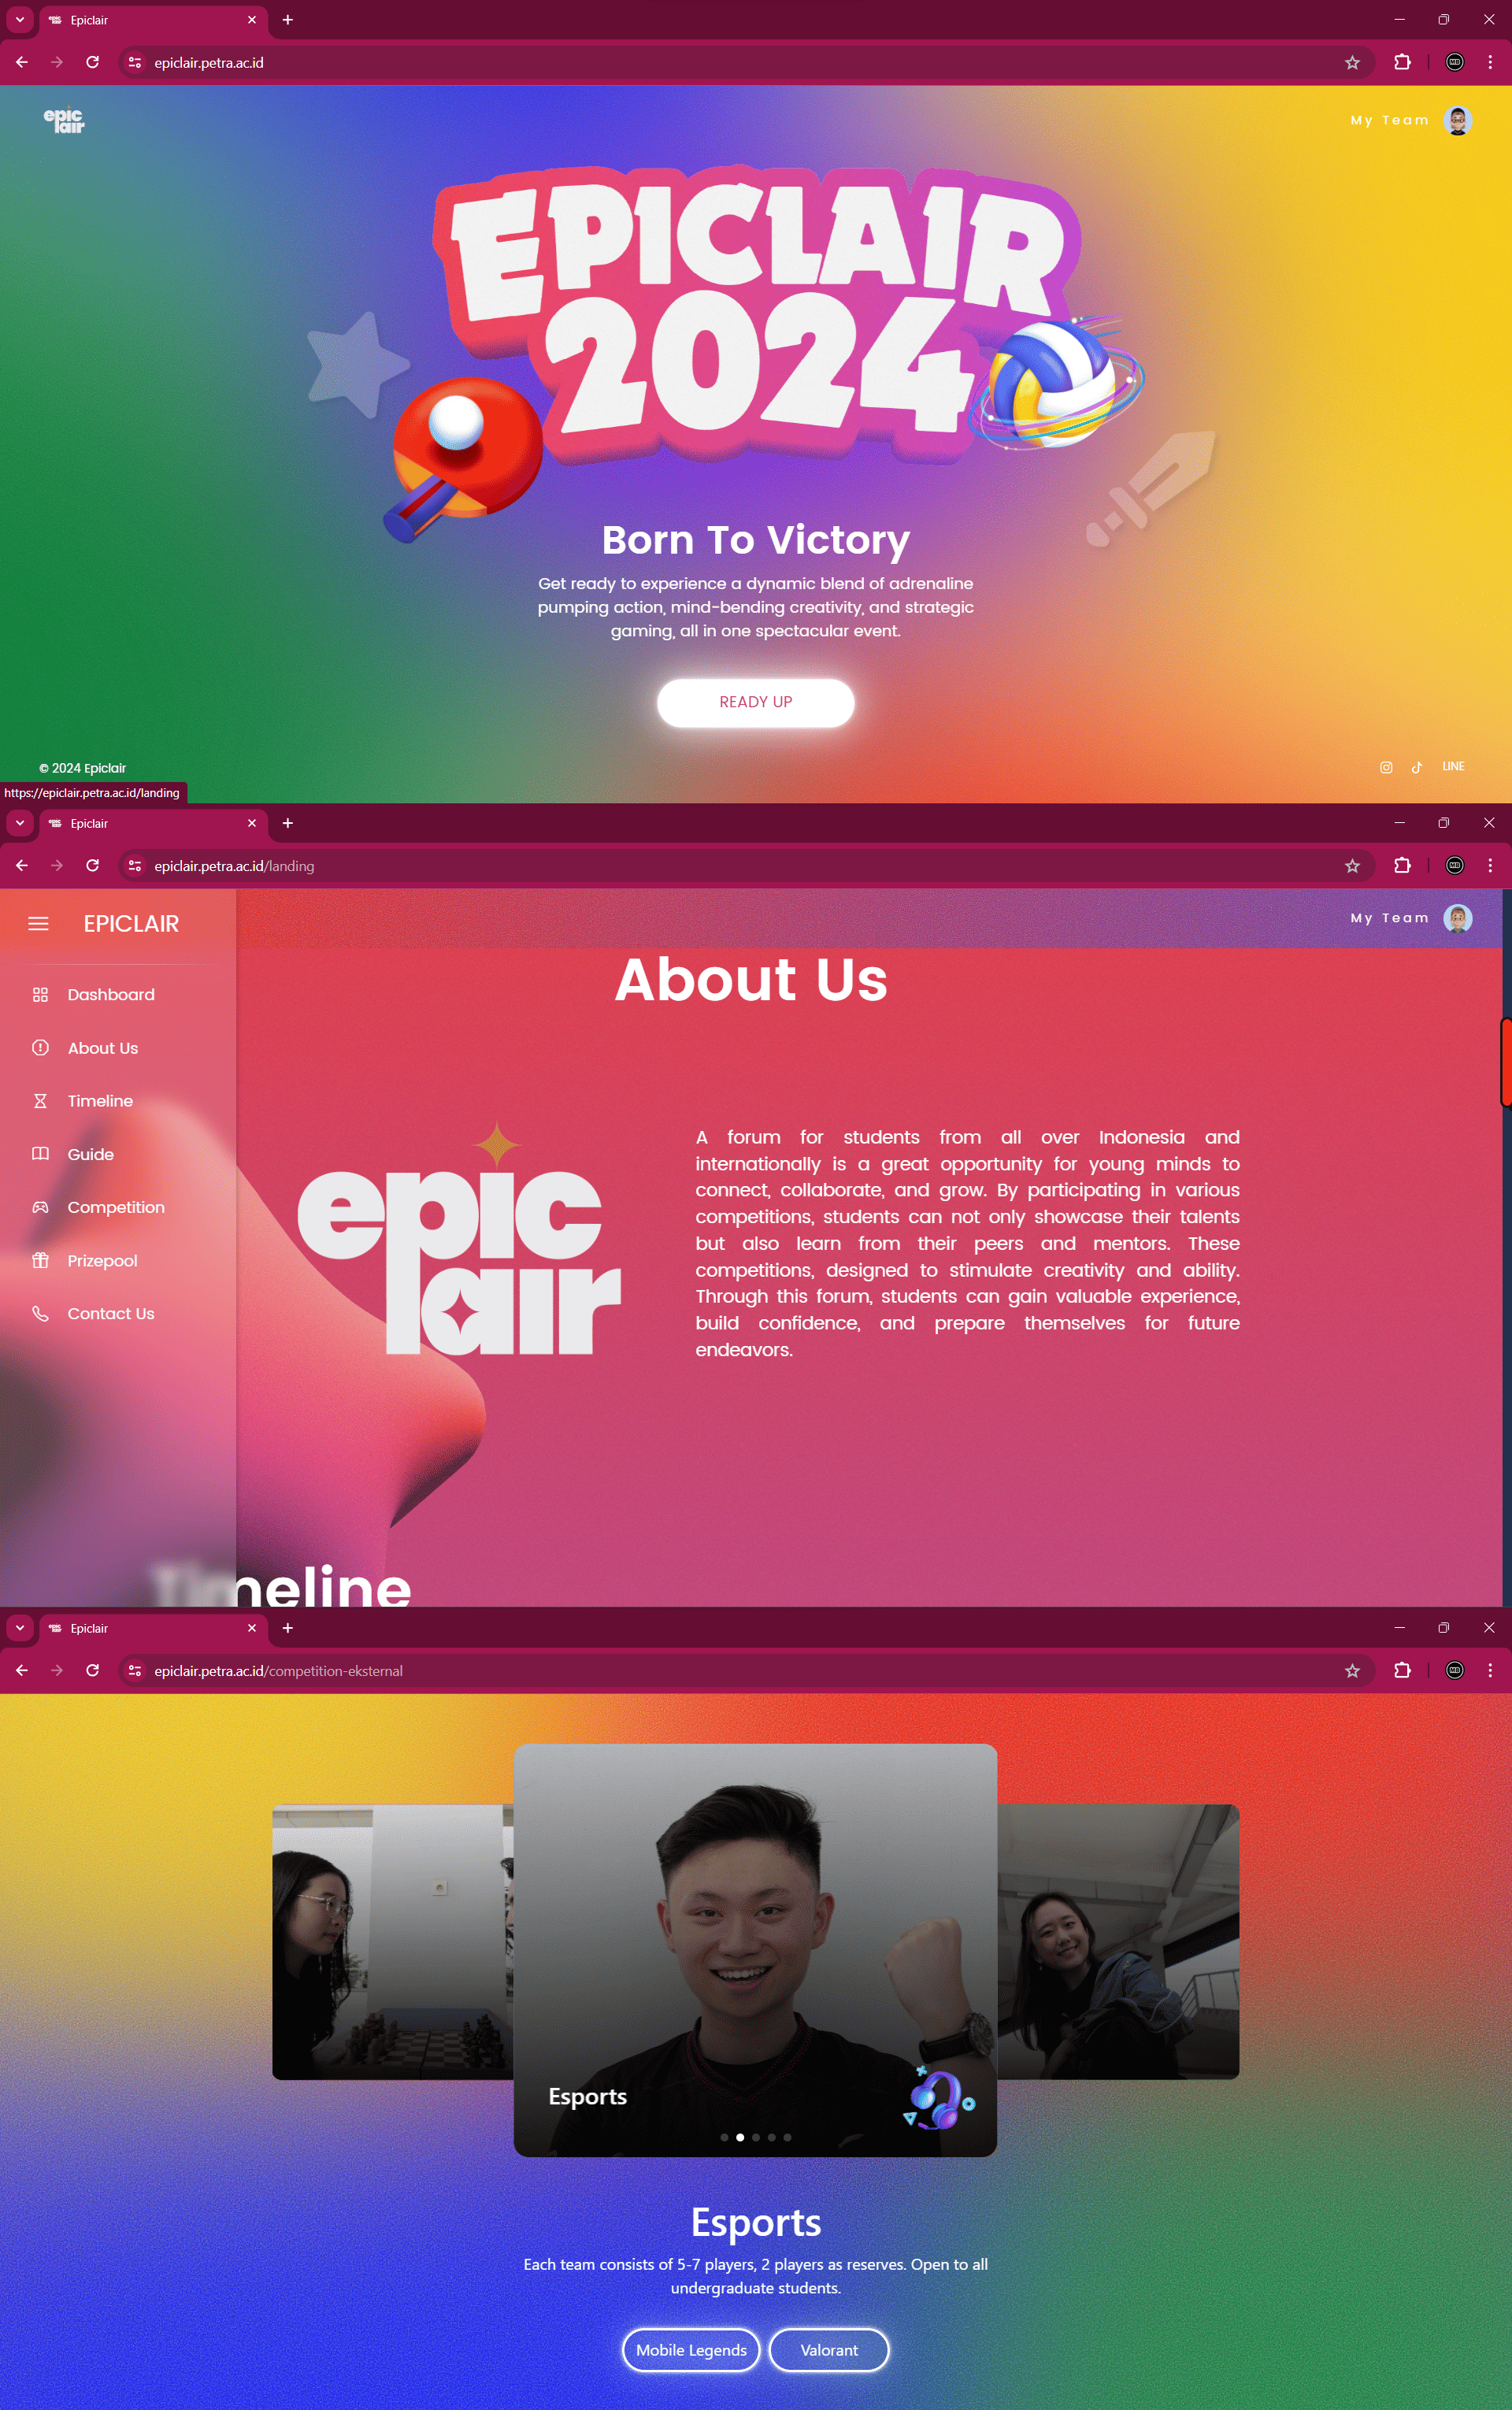 Epiclair
epiclair.petra.ac.id
epic
lair
My Team
EPICLAIR
2024
Born To Victory
Get ready to experience a dynamic blend of adrenaline
pumping action, mind-bending creativity, and strategic
gaming, all in one spectacular event.
READY UP
© 2024 Epiclair
LINE
https://epiclair.petra.ac.id/landing
Epiclair
epiclair.petra.ac.id/landing
EPICLAIR
My Team
About Us
Dashboard
About Us
Timeline
Guide
Competition
Prizepool
Contact Us
epic
lair
A forum for students from all over Indonesia and
internationally is a great opportunity for young minds to
connect, collaborate, and grow. By participating in various
competitions, students can not only showcase their talents
but also learn from their peers and mentors. These
competitions, designed to stimulate creativity and ability.
Through this forum, students can gain valuable experience,
build confidence, and prepare themselves for future
endeavors.
Timeline
Epiclair
epiclair.petra.ac.id/competition-eksternal
Esports
Esports
Each team consists of 5-7 players, 2 players as reserves. Open to all
undergraduate students.
Mobile Legends
Valorant